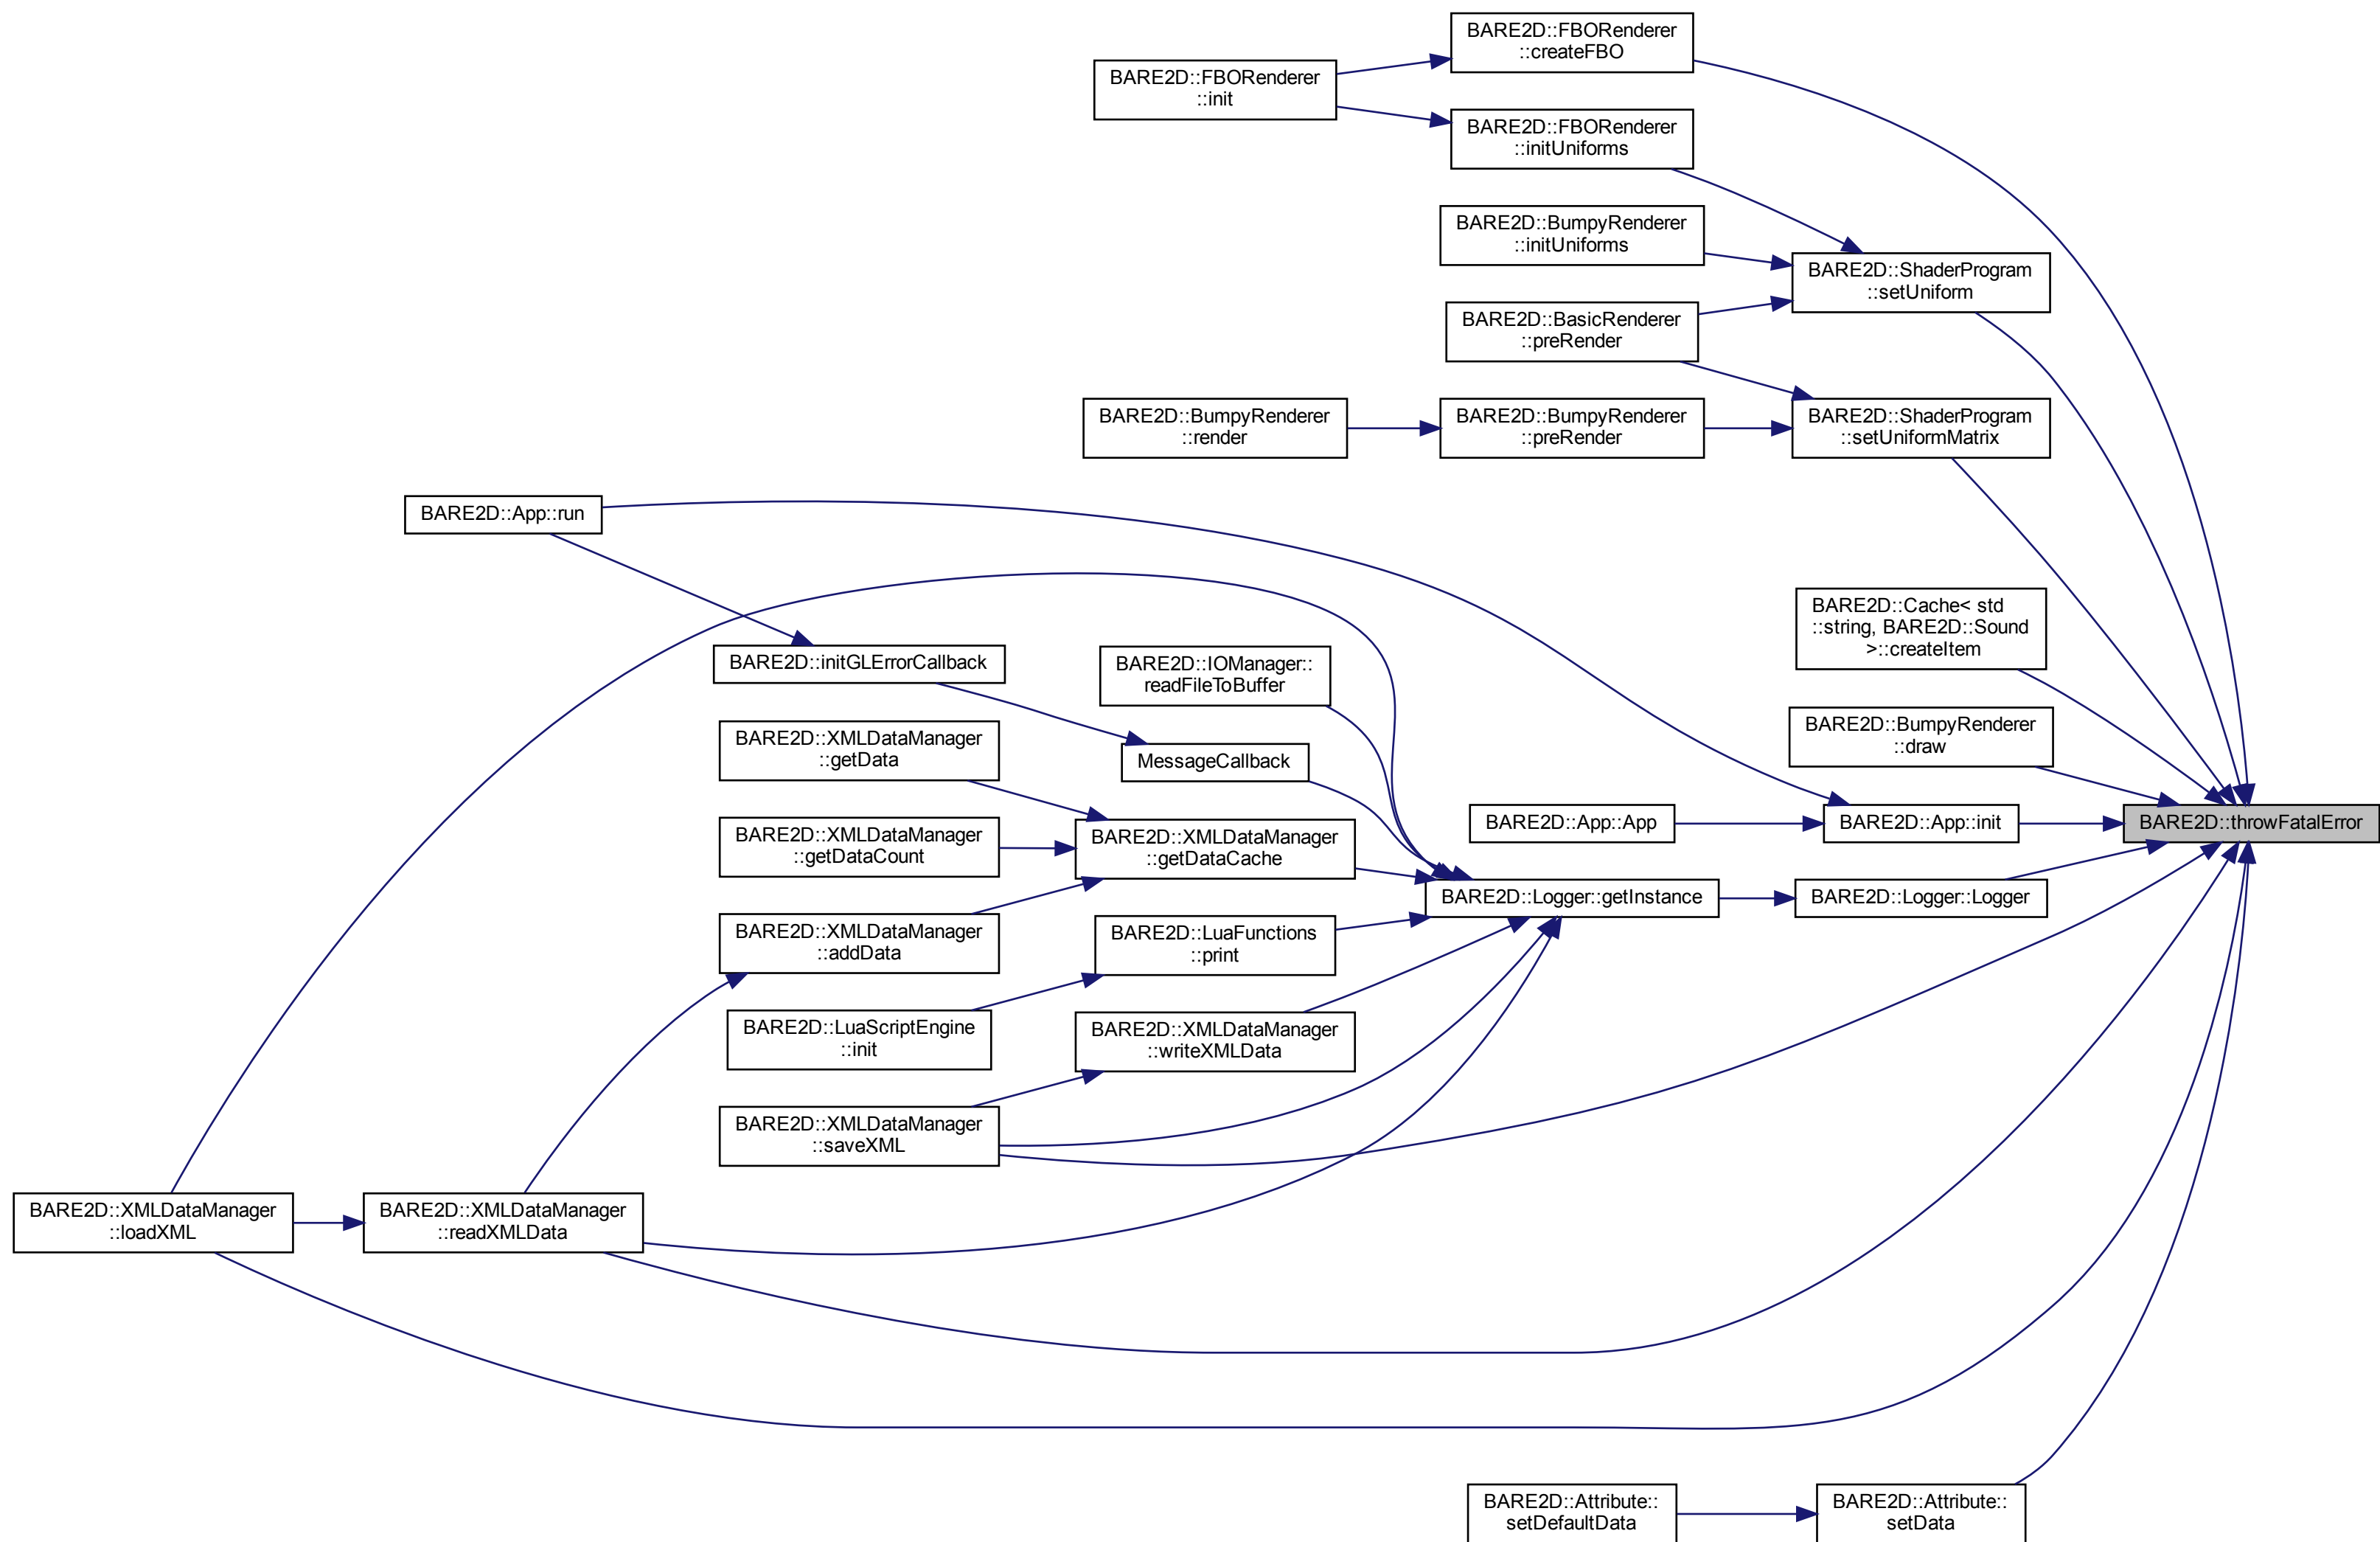 BARE2D::FBORenderer
::createFBO
BARE2D::FBORenderer
::init
BARE2D::FBORenderer
::initUniforms
BARE2D::BumpyRenderer
::initUniforms
BARE2D::ShaderProgram
::setUniform
BARE2D::BasicRenderer
::preRender
BARE2D::BumpyRenderer
::render
BARE2D::BumpyRenderer
::preRender
BARE2D::ShaderProgram
::setUniformMatrix
BARE2D::App::run
BARE2D::Cache< std
::string, BARE2D::Sound
>::createItem
BARE2D::initGLErrorCallback
BARE2D::IOManager::
readFileToBuffer
BARE2D::XMLDataManager
::getData
MessageCallback
BARE2D::BumpyRenderer
::draw
BARE2D::App::App
BARE2D::App::init
BARE2D::throwFatalError
BARE2D::XMLDataManager
::getDataCount
BARE2D::XMLDataManager
::getDataCache
BARE2D::Logger::getInstance
BARE2D::Logger::Logger
BARE2D::XMLDataManager
::addData
BARE2D::LuaFunctions
::print
BARE2D::LuaScriptEngine
::init
BARE2D::XMLDataManager
::writeXMLData
BARE2D::XMLDataManager
::saveXML
BARE2D::XMLDataManager
::loadXML
BARE2D::XMLDataManager
::readXMLData
BARE2D::Attribute::
setDefaultData
BARE2D::Attribute::
setData